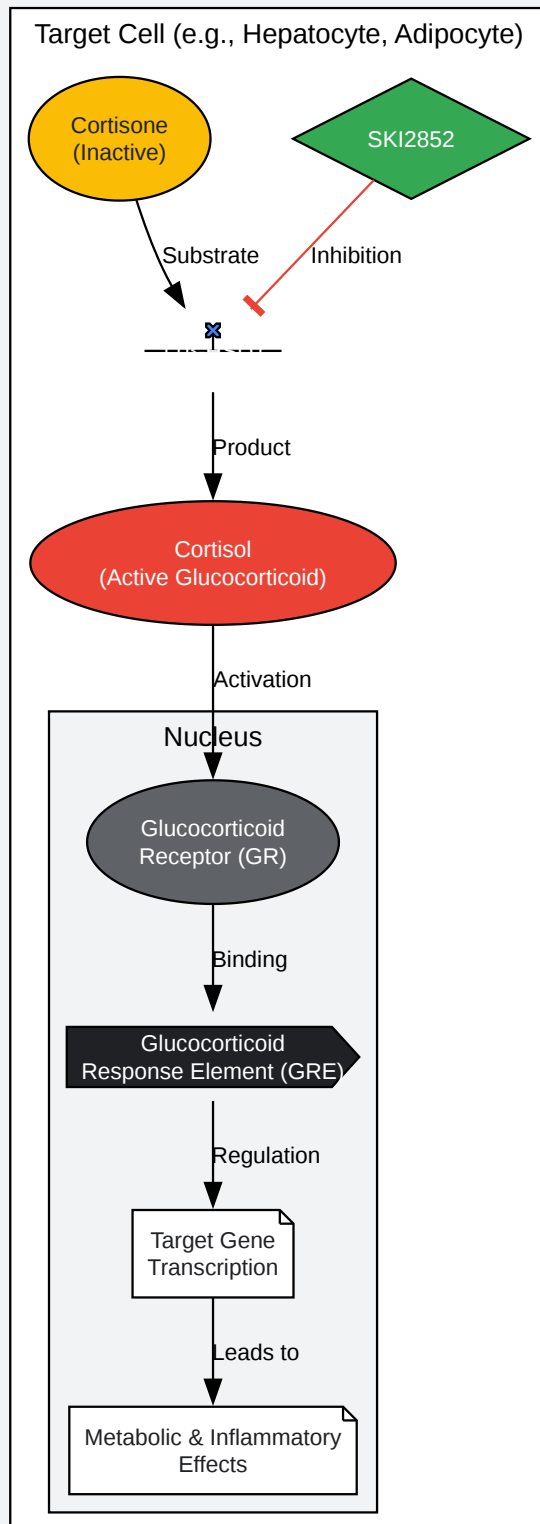 Target Cell (e.g., Hepatocyte, Adipocyte)
Cortisone
(Inactive)
SKI2852
Substrate
Inhibition
Product
Cortisol
(Active Glucocorticoid)
Activation
Nucleus
Glucocorticoid
Receptor (GR)
Binding
Glucocorticoid
Response Element (GRE)
Regulation
Target Gene
Transcription
Leads to
Metabolic & Inflammatory
Effects